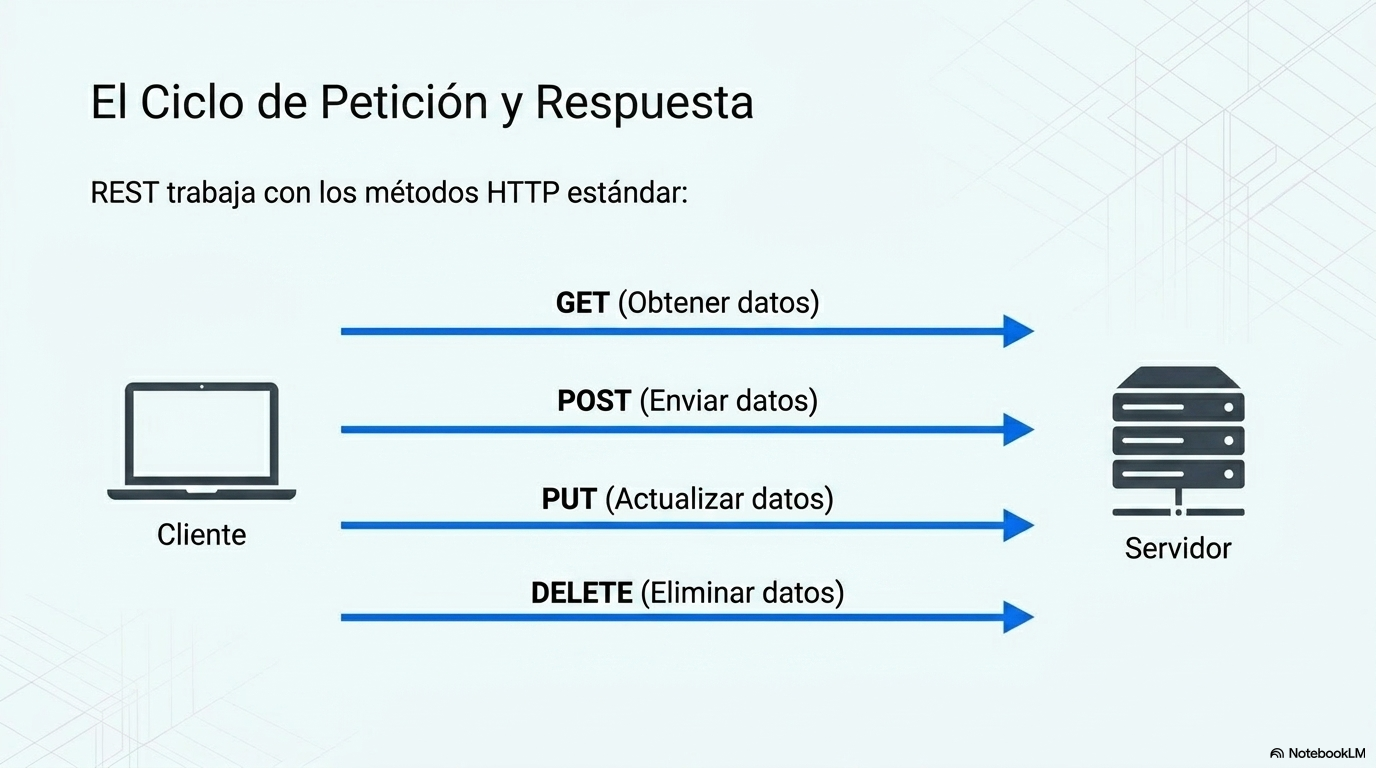 El Ciclo de Petición y Respuesta
REST trabaja con los métodos HTTP estándar:
GET (Obtener datos)
POST (Enviar datos)
PUT (Actualizar datos)
DELETE (Eliminar datos)
Cliente
Servidor
NotebookLM